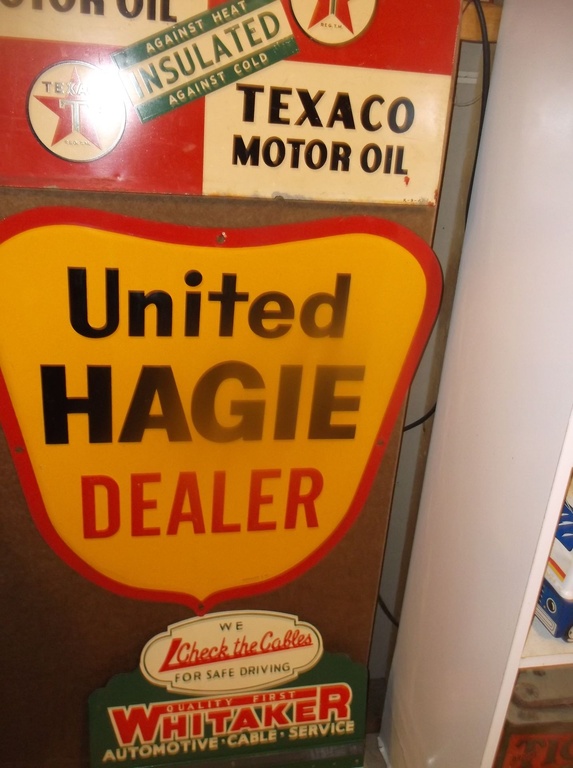 MOTOR OIL
AGAINST HEAT
INSULATED
AGAINST COLD
TEXACO
T
TEXACO
MOTOR OIL
United
HAGIE
DEALER
WE
Check the Cables
FOR SAFE DRIVING
QUALITY FIRST
WHITAKER
AUTOMOTIVE · CABLE · SERVICE